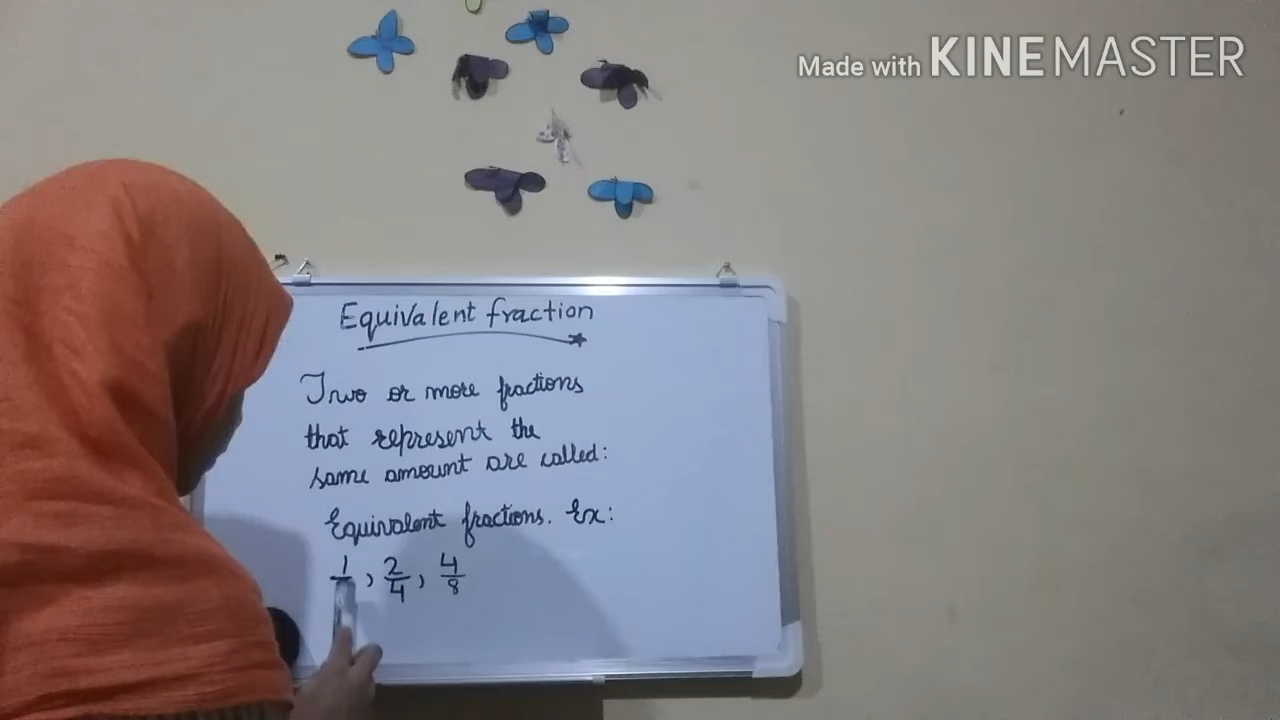 Made with KINEMASTER
Equivalent fraction
Two or more fractions
that represent the
same amount are called:
Equivalent fractions. Ex:
1/, 2/4, 4/8